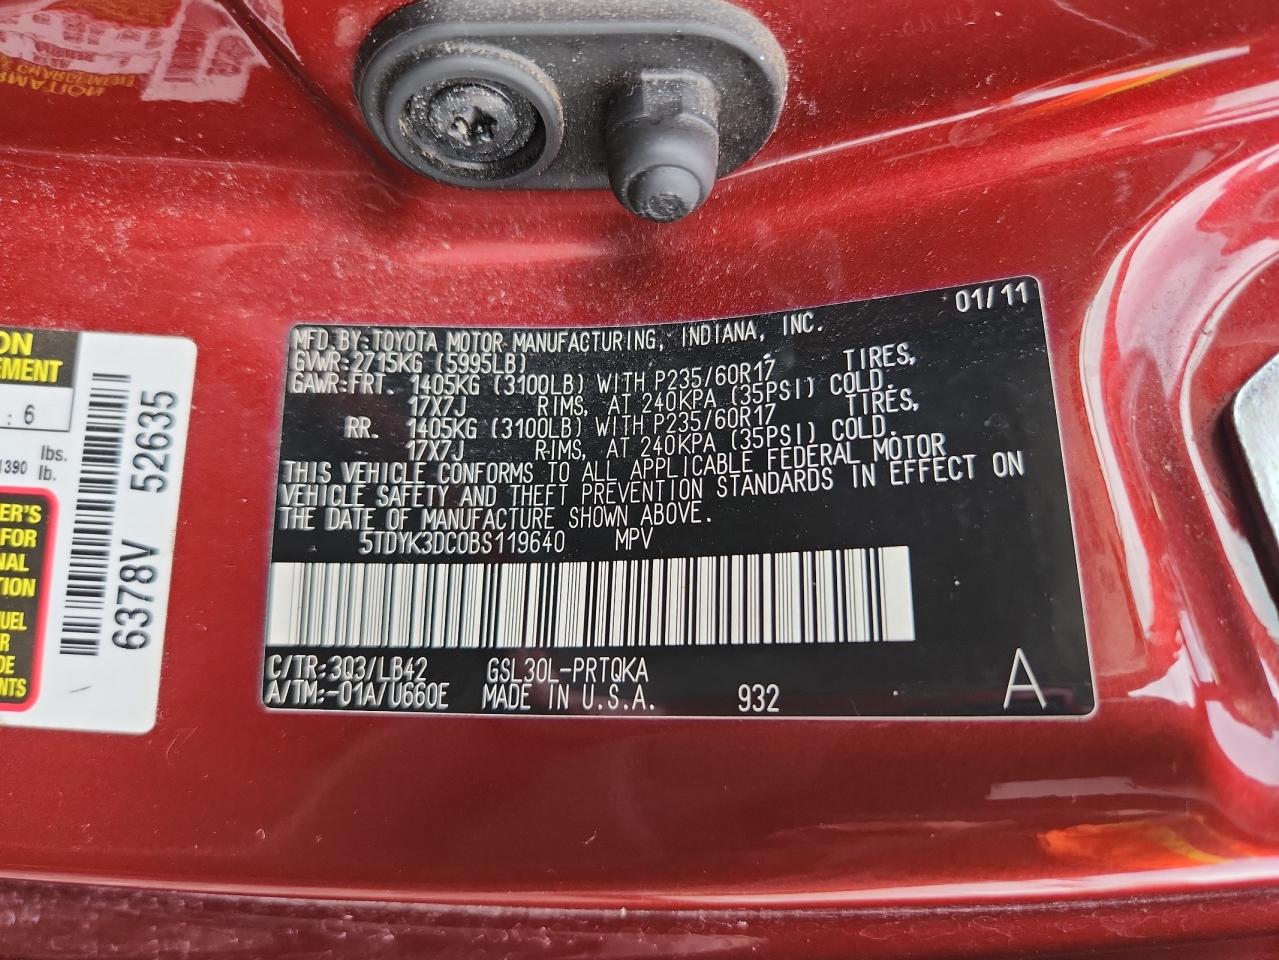 01/11
MFD.BY:TOYOTA MOTOR MANUFACTURING, INDIANA, INC.
GVWR:2715KG (5995LB)
GAWR:FRT. 1405KG (3100LB) WITH P235/60R17 TIRES,
17X7J RIMS, AT 240KPA (35PSI) COLD.
RR. 1405KG (3100LB) WITH P235/60R17 TIRES,
17X7J RIMS, AT 240KPA (35PSI) COLD.
THIS VEHICLE CONFORMS TO ALL APPLICABLE FEDERAL MOTOR
VEHICLE SAFETY AND THEFT PREVENTION STANDARDS IN EFFECT ON
THE DATE OF MANUFACTURE SHOWN ABOVE.
5TDYK3DC0BS119640 MPV
C/TR:3Q3/LB42 GSL30L-PRTQKA
A/TM:-01A/U660E MADE IN U.S.A. 932
A
: 6
1390 lbs.
lb.
ER'S
FOR
6378V 52635